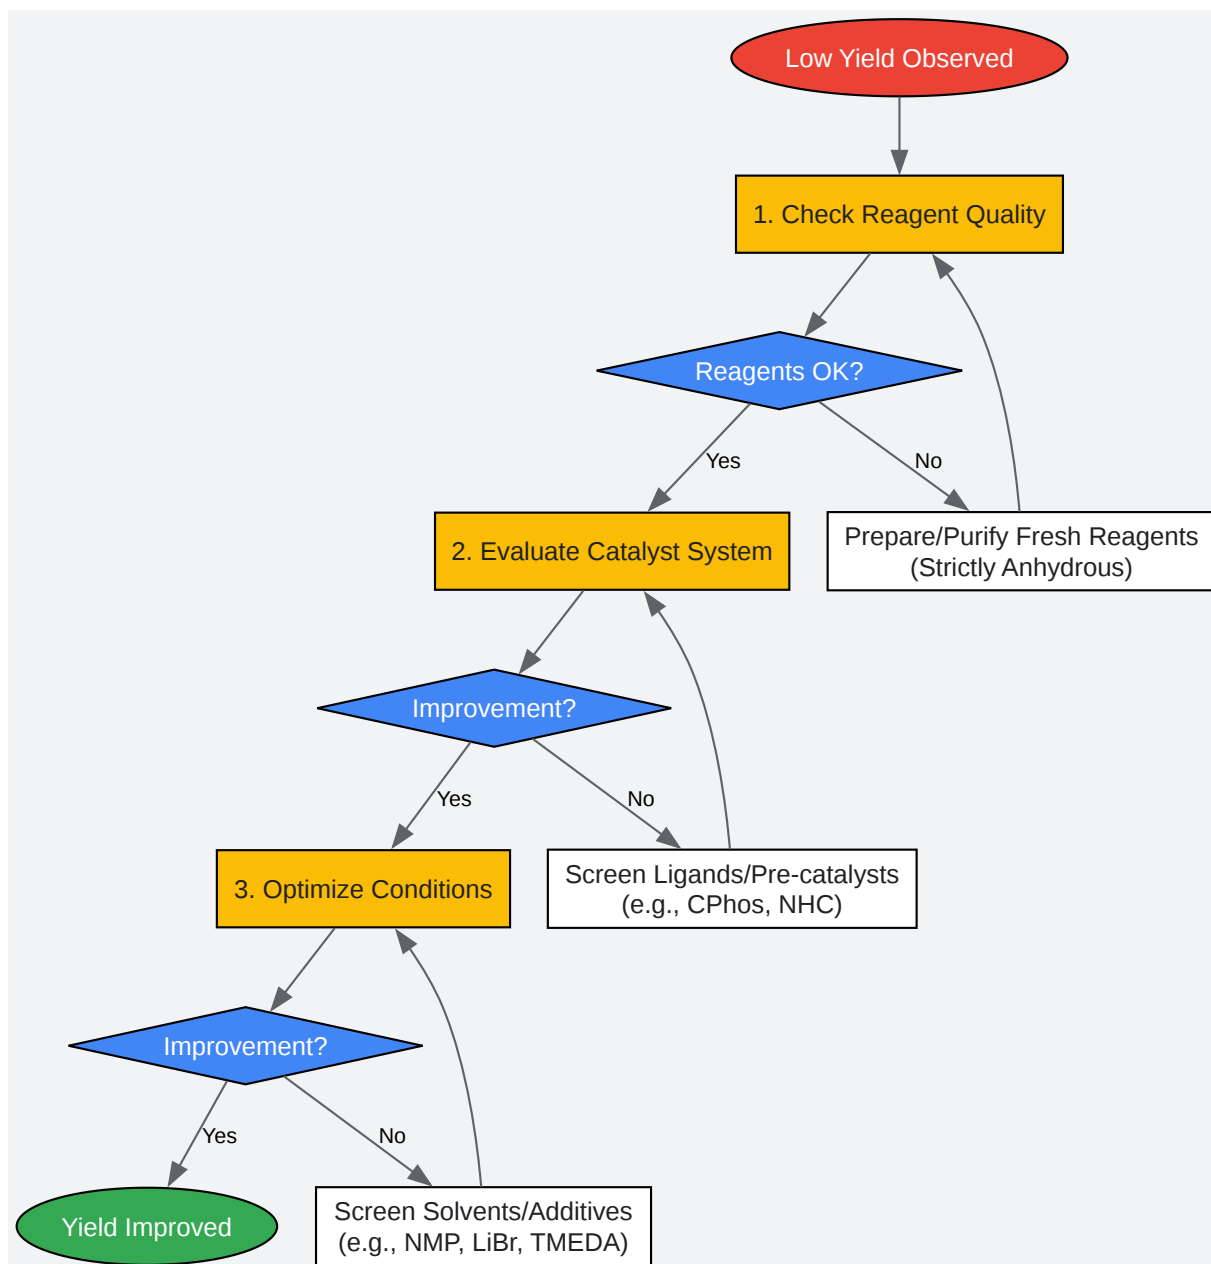 Low Yield Observed
1. Check Reagent Quality
Reagents OK?
Yes
No
2. Evaluate Catalyst System
Prepare/Purify Fresh Reagents
(Strictly Anhydrous)
Improvement?
Yes
No
3. Optimize Conditions
Screen Ligands/Pre-catalysts
(e.g., CPhos, NHC)
Improvement?
Yes
No
Yield Improved
Screen Solvents/Additives
(e.g., NMP, LiBr, TMEDA)